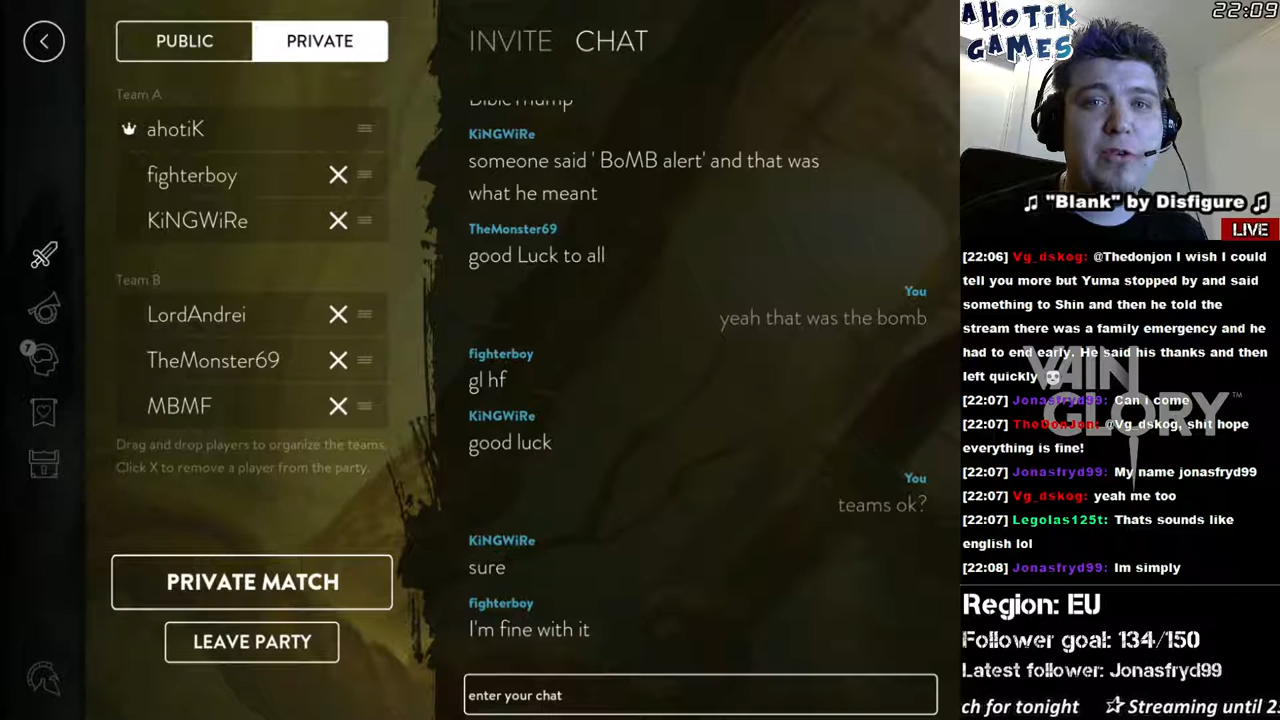 PUBLIC
PRIVATE
Team A
ahotiK
fighterboy
KiNGWiRe
Team B
LordAndrei
TheMonster69
MBMF
Drag and drop players to organize the teams.
Click X to remove a player from the party.
PRIVATE MATCH
LEAVE PARTY
7
INVITE CHAT
BibleThump
KiNGWiRe
someone said ' BoMB alert' and that was
what he meant
TheMonster69
good Luck to all
You
yeah that was the bomb
fighterboy
gl hf
KiNGWiRe
good luck
You
teams ok?
KiNGWiRe
sure
fighterboy
I'm fine with it
enter your chat
AHOTIK
GAMES
22:09
♫ "Blank" by Disfigure ♫
LIVE
[22:06] Vg_dskog: @Thedonjon I wish I could
tell you more but Yuma stopped by and said
something to Shin and then he told the
stream there was a family emergency and he
had to end early. He said his thanks and then
left quickly
[22:07] Jonasfryd99: Can i come
[22:07] TheDonJon: @Vg_dskog, shit hope
everything is fine!
[22:07] Jonasfryd99: My name jonasfryd99
[22:07] Vg_dskog: yeah me too
[22:07] Legolas125t: Thats sounds like
english lol
[22:08] Jonasfryd99: Im simply
VAIN
GLORY™
Region: EU
Follower goal: 134/150
Latest follower: Jonasfryd99
ch for tonight ☆ Streaming until 2